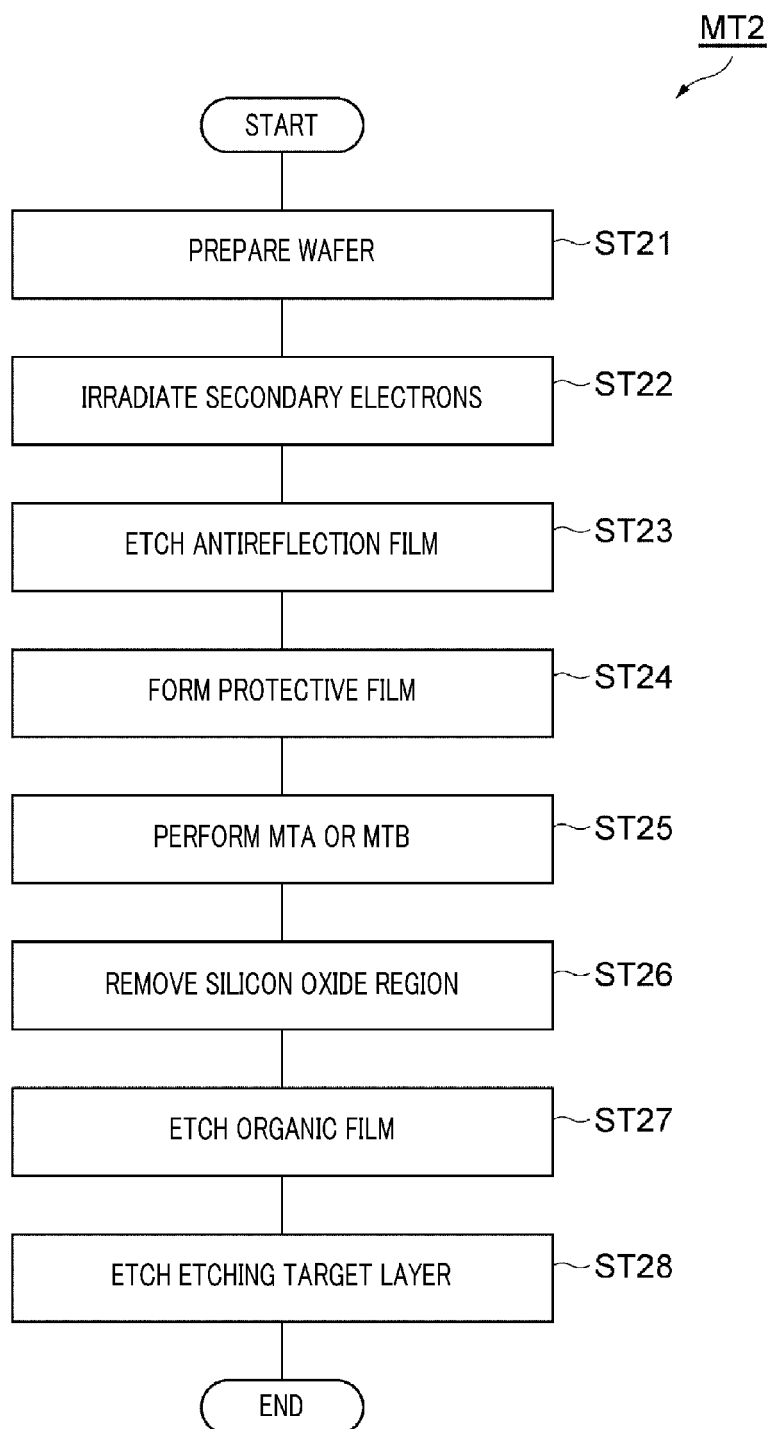 MT2
START
PREPARE WAFER
ST21
IRRADIATE SECONDARY ELECTRONS
ST22
ETCH ANTIREFLECTION FILM
ST23
FORM PROTECTIVE FILM
ST24
PERFORM MTA OR MTB
ST25
REMOVE SILICON OXIDE REGION
ST26
ETCH ORGANIC FILM
ST27
ETCH ETCHING TARGET LAYER
ST28
END